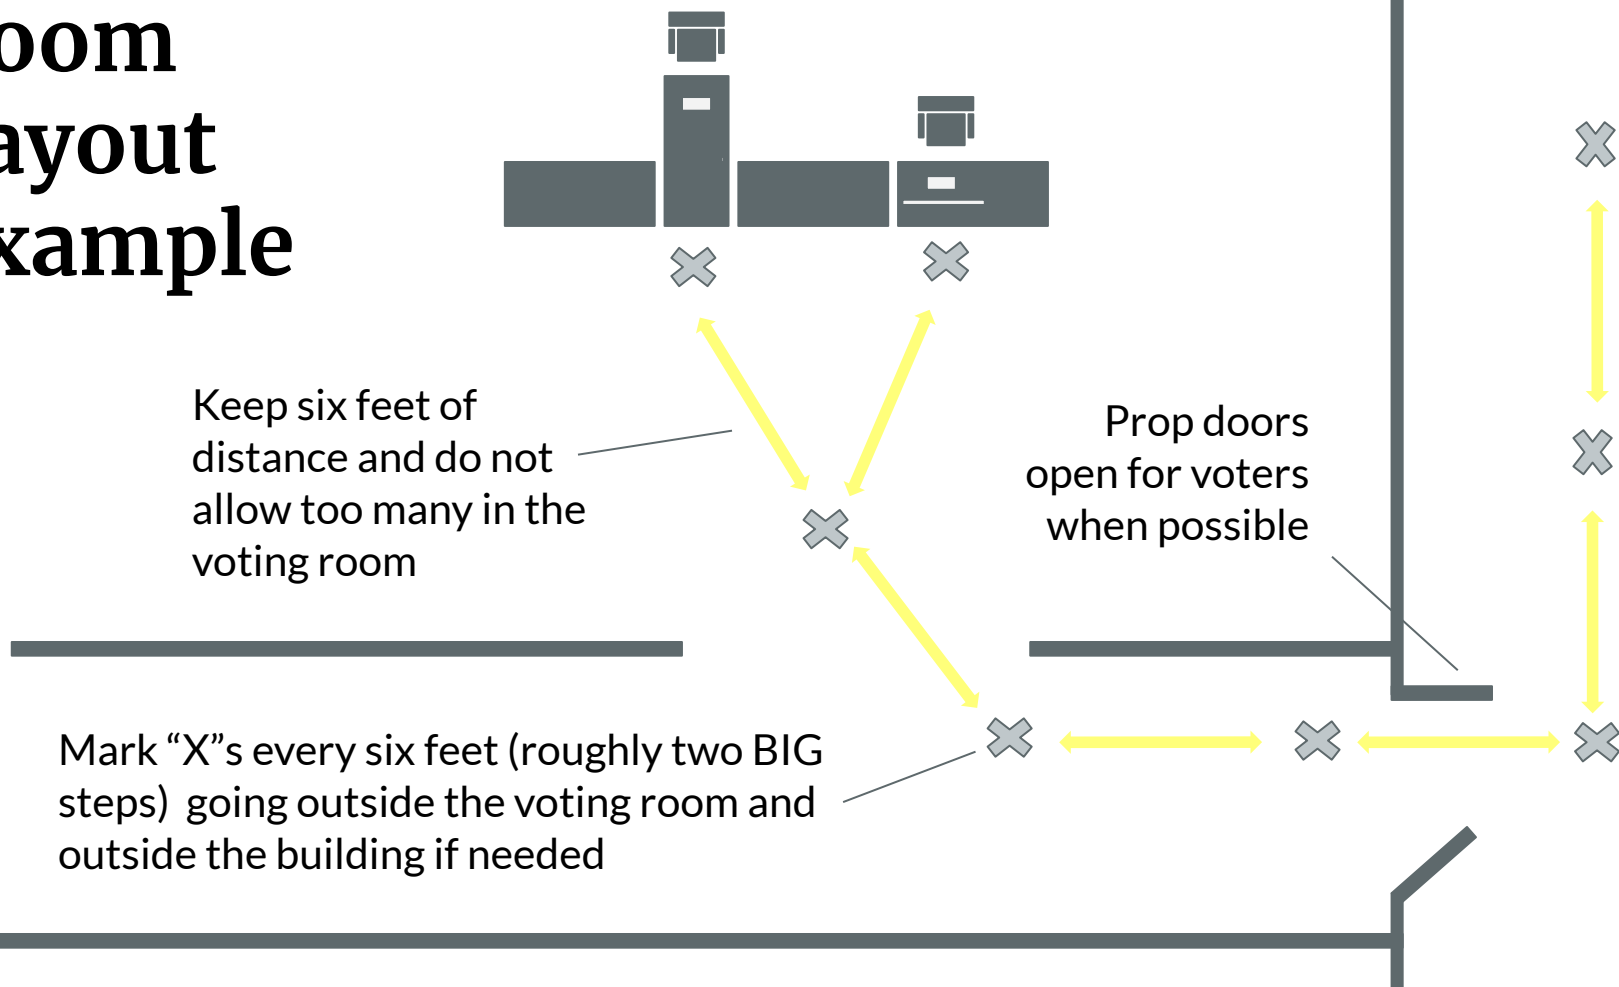 oom
ayout
xample
Keep six feet of
distance and do not
allow too many in the
voting room
Prop doors
open for voters
when possible
Mark “X”s every six feet (roughly two BIG
steps)  going outside the voting room and
outside the building if needed